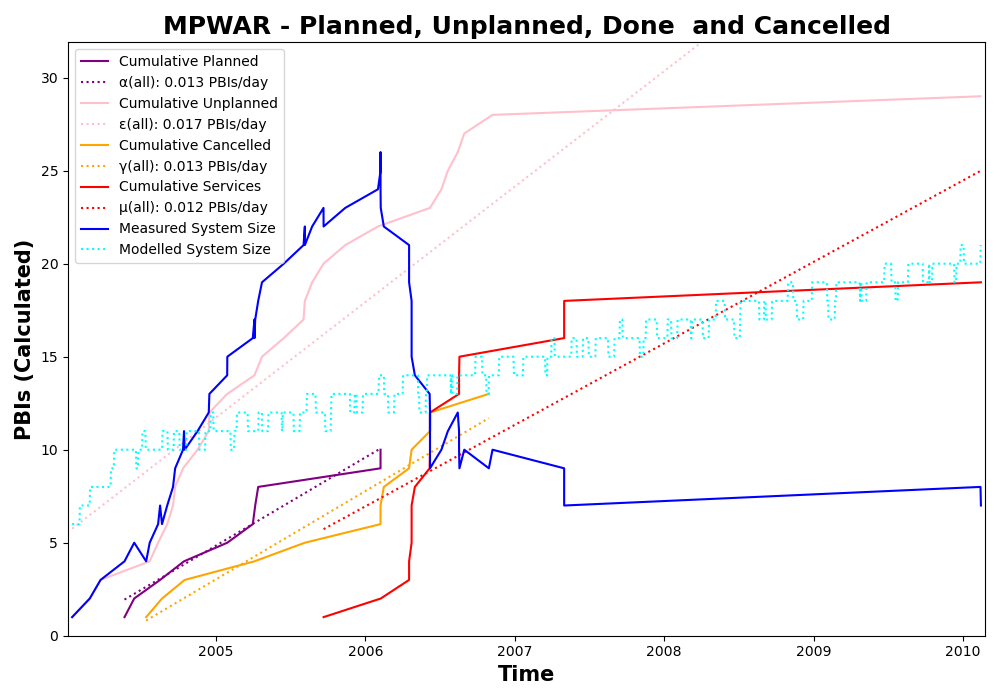 MPWAR - Planned, Unplanned, Done  and Cancelled
PBIs (Calculated)
30
25
20
15
10
5
0
Cumulative Planned
α(all): 0.013 PBIs/day
Cumulative Unplanned
ε(all): 0.017 PBIs/day
Cumulative Cancelled
γ(all): 0.013 PBIs/day
Cumulative Services
μ(all): 0.012 PBIs/day
Measured System Size
Modelled System Size
2005 2006 2007 2008 2009 2010
Time